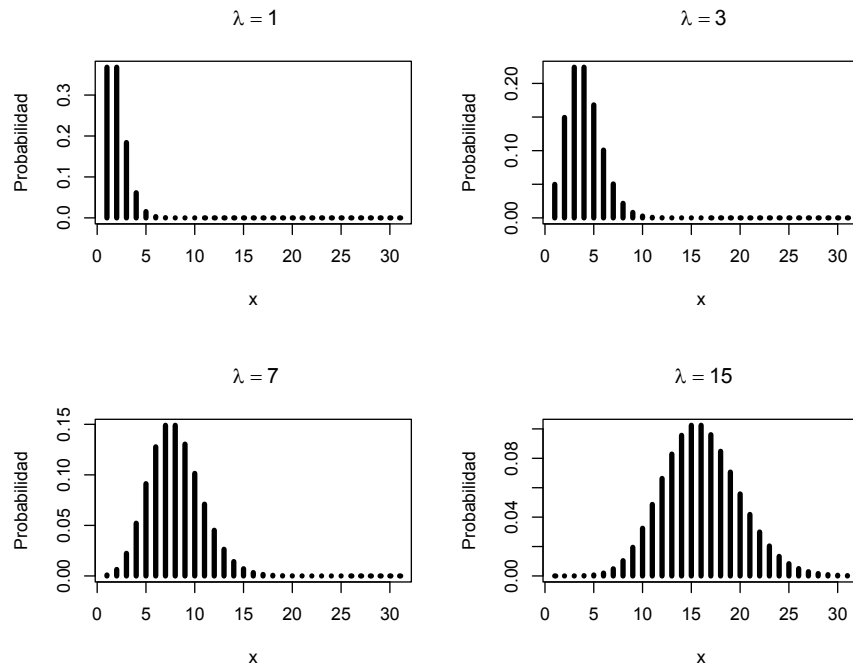 λ = 1
Probabilidad
0.0 0.1 0.2 0.3
0 5 10 15 20 25 30
x
λ = 3
Probabilidad
0.00 0.10 0.20
0 5 10 15 20 25 30
x
λ = 7
Probabilidad
0.00 0.05 0.10 0.15
0 5 10 15 20 25 30
x
λ = 15
Probabilidad
0.00 0.04 0.08
0 5 10 15 20 25 30
x